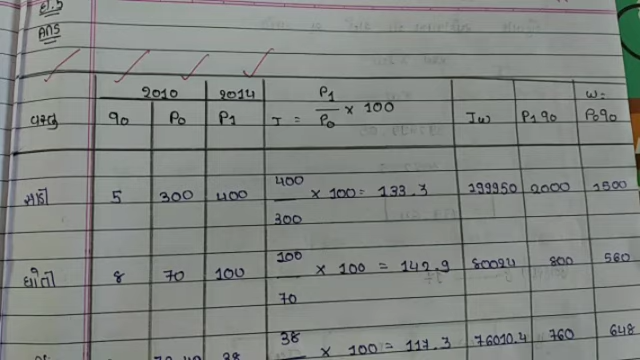 Ans
2010 2014 I = P1/P0 × 100 Iw P1q0 w=P0q0
વસ્તુ q0 P0 P1
5 300 400 400/300 × 100 = 133.3 199950 2000 1500
ધોતી 8 70 100 100/70 × 100 = 142.9 80024 800 560
38 38 × 100 = 117.3 76010.4 760 648